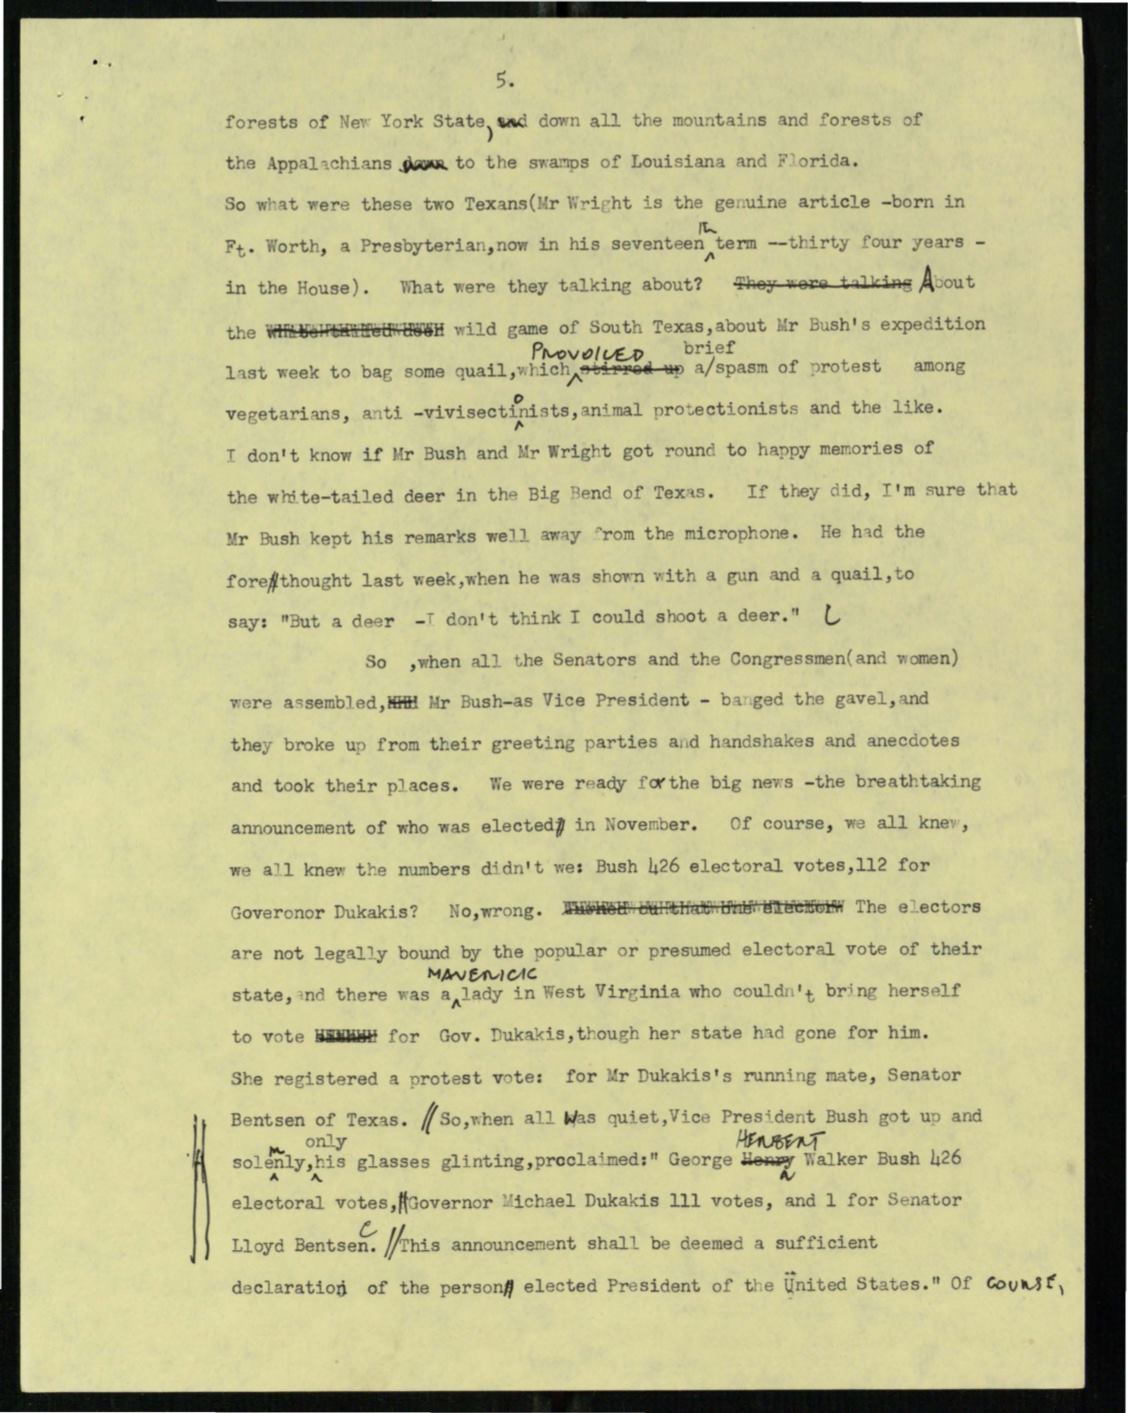 5.
forests of New York State, and down all the mountains and forests of
the Appalachians down to the swamps of Louisiana and Florida.
So what were these two Texans(Mr Wright is the genuine article -born in
Ft. Worth, a Presbyterian,now in his seventeenth term --thirty four years -
in the House). What were they talking about? They were talking About
the wild game of South Texas,about Mr Bush's expedition
PROVOKED brief
last week to bag some quail,which stirred up a/spasm of protest among
vegetarians, anti -vivisectionists,animal protectionists and the like.
I don't know if Mr Bush and Mr Wright got round to happy memories of
the white-tailed deer in the Big Bend of Texas. If they did, I'm sure that
Mr Bush kept his remarks well away from the microphone. He had the
fore//thought last week,when he was shown with a gun and a quail,to
say: "But a deer -I don't think I could shoot a deer."
So ,when all the Senators and the Congressmen(and women)
were assembled, Mr Bush-as Vice President - banged the gavel,and
they broke up from their greeting parties and handshakes and anecdotes
and took their places. We were ready for the big news -the breathtaking
announcement of who was elected in November. Of course, we all knew,
we all knew the numbers didn't we: Bush 426 electoral votes,112 for
Goveronor Dukakis? No,wrong. The electors
are not legally bound by the popular or presumed electoral vote of their
MAVERICK
state,and there was a lady in West Virginia who couldn't bring herself
to vote for Gov. Dukakis,though her state had gone for him.
She registered a protest vote: for Mr Dukakis's running mate, Senator
Bentsen of Texas. // So,when all was quiet,Vice President Bush got up and
only HERBERT
solemnly,his glasses glinting,proclaimed:" George Henry Walker Bush 426
electoral votes,//Governor Michael Dukakis 111 votes, and 1 for Senator
Lloyd Bentsen. //This announcement shall be deemed a sufficient
declaration of the person elected President of the United States." Of COURSE,